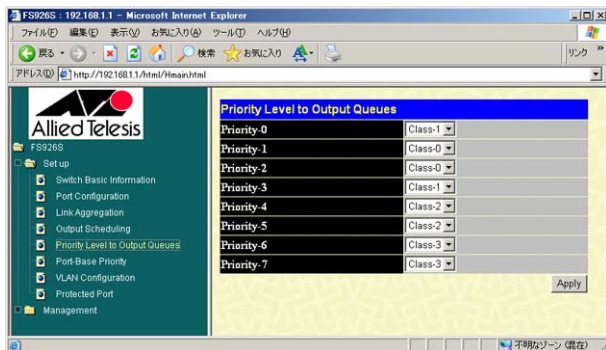 FS926S : 192.168.1.1 - Microsoft Internet Explorer
ファイル(F) 編集(E) 表示(V) お気に入り(A) ツール(T) ヘルプ(H)
戻る 検索 お気に入り リンク »
アドレス(D) http://192.168.1.1/html/Hmain.html
Allied Telesis
FS926S
Set up
Switch Basic Information
Port Configuration
Link Aggregation
Output Scheduling
Priority Level to Output Queues
Port-Base Priority
VLAN Configuration
Protected Port
Management
Priority Level to Output Queues
Priority-0 Class-1
Priority-1 Class-0
Priority-2 Class-0
Priority-3 Class-1
Priority-4 Class-2
Priority-5 Class-2
Priority-6 Class-3
Priority-7 Class-3
Apply
不明なゾーン (混在)